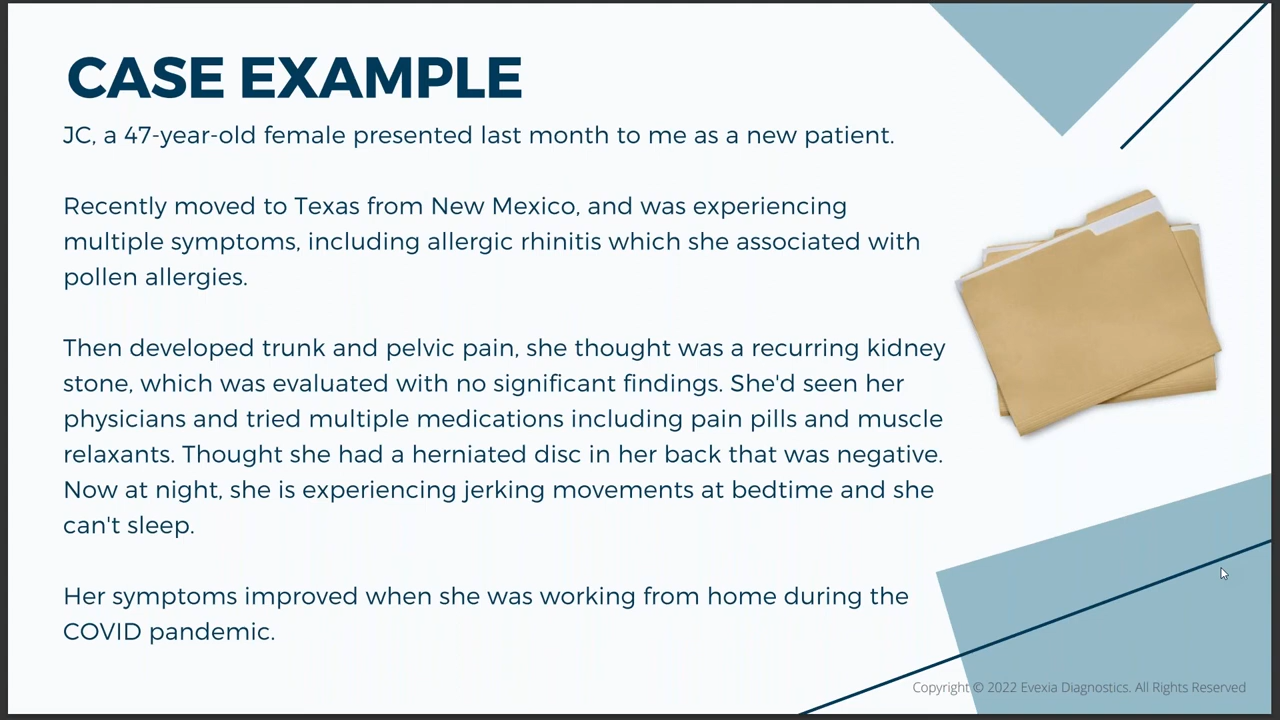 CASE EXAMPLE
JC, a 47-year-old female presented last month to me as a new patient.
Recently moved to Texas from New Mexico, and was experiencing
multiple symptoms, including allergic rhinitis which she associated with
pollen allergies.
Then developed trunk and pelvic pain, she thought was a recurring kidney
stone, which was evaluated with no significant findings. She'd seen her
physicians and tried multiple medications including pain pills and muscle
relaxants. Thought she had a herniated disc in her back that was negative.
Now at night, she is experiencing jerking movements at bedtime and she
can't sleep.
Her symptoms improved when she was working from home during the
COVID pandemic.
Copyright © 2022 Evexia Diagnostics. All Rights Reserved